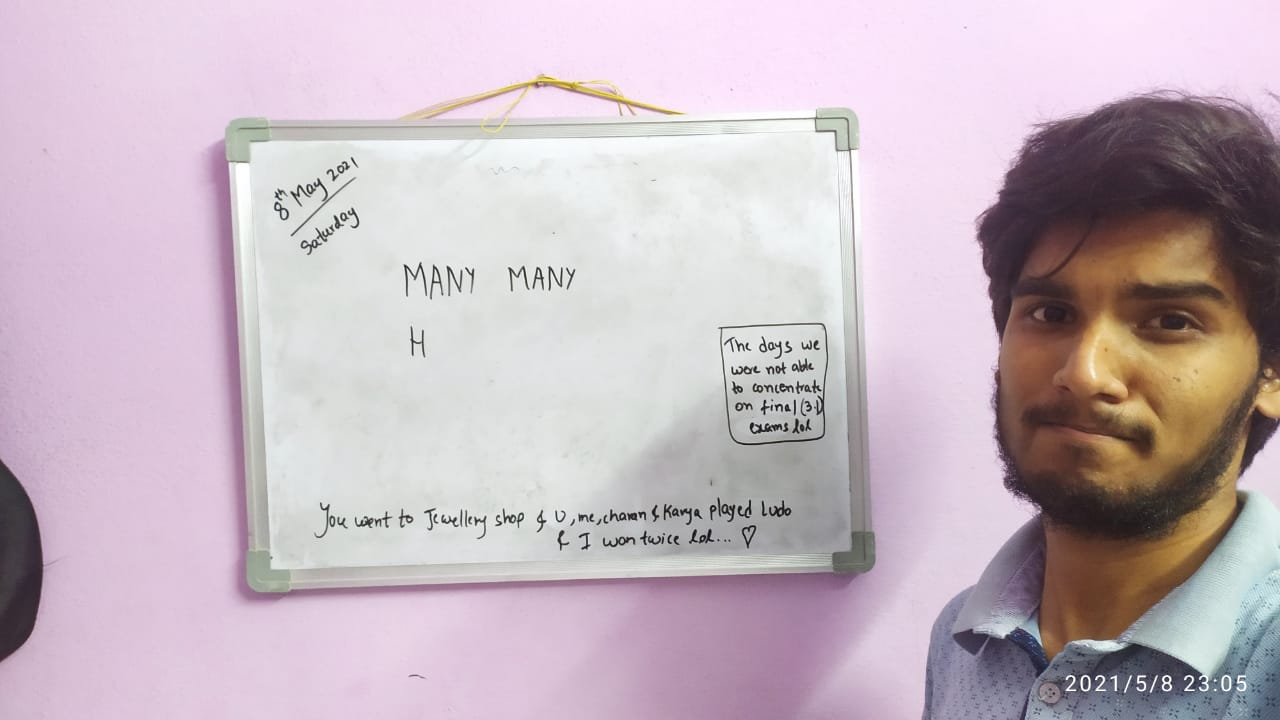 8th May 2021
Saturday
MANY MANY
H
The days we
were not able
to concentrate
on final (3.1)
exams lol
You went to Jewellery shop & U, me, charan & Kavya played Ludo
& I won twice lol... ♡
2021/5/8 23:05